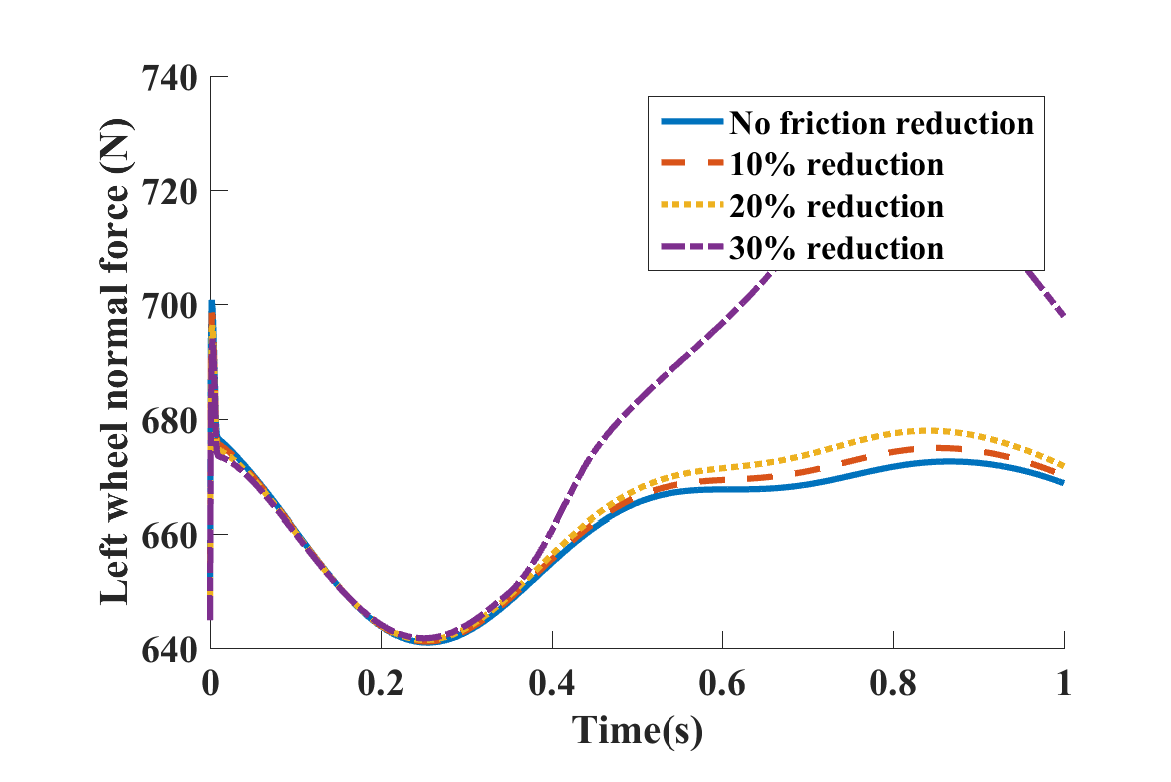 740
720
700
680
660
640
Left wheel normal force (N)
No friction reduction
10% reduction
20% reduction
30% reduction
0
0.2
0.4
0.6
0.8
1
Time(s)